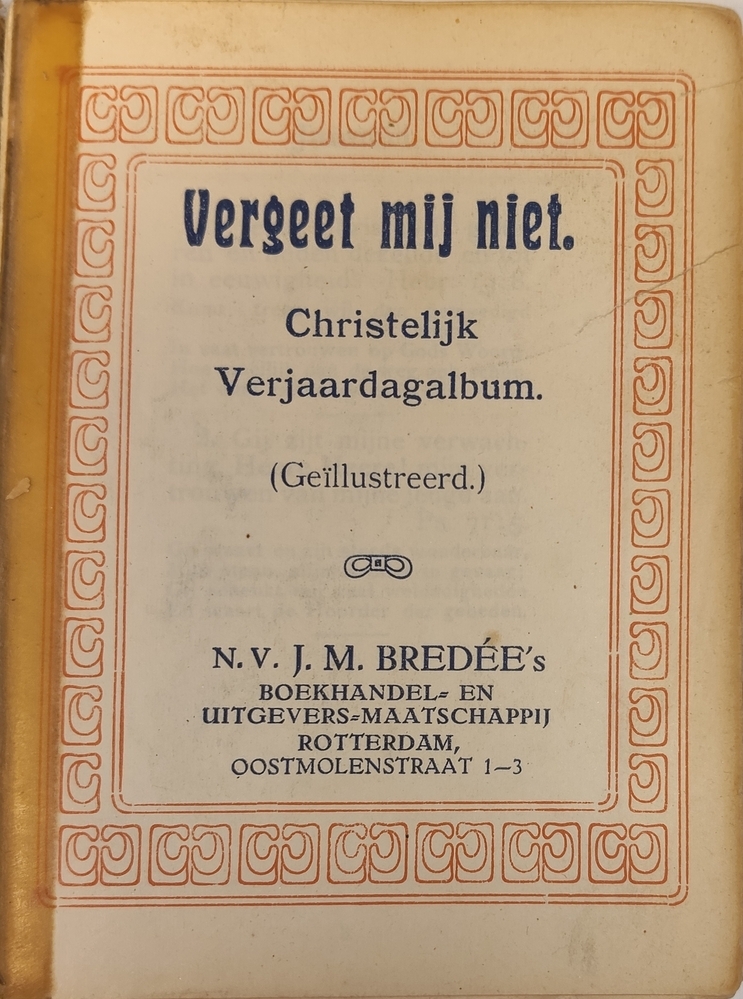 Vergeet mij niet.
Christelijk
Verjaardagalbum.
(Geïllustreerd.)
N. V. J. M. BREDÉE's
BOEKHANDEL- EN
UITGEVERS-MAATSCHAPPIJ
ROTTERDAM,
OOSTMOLENSTRAAT 1—3